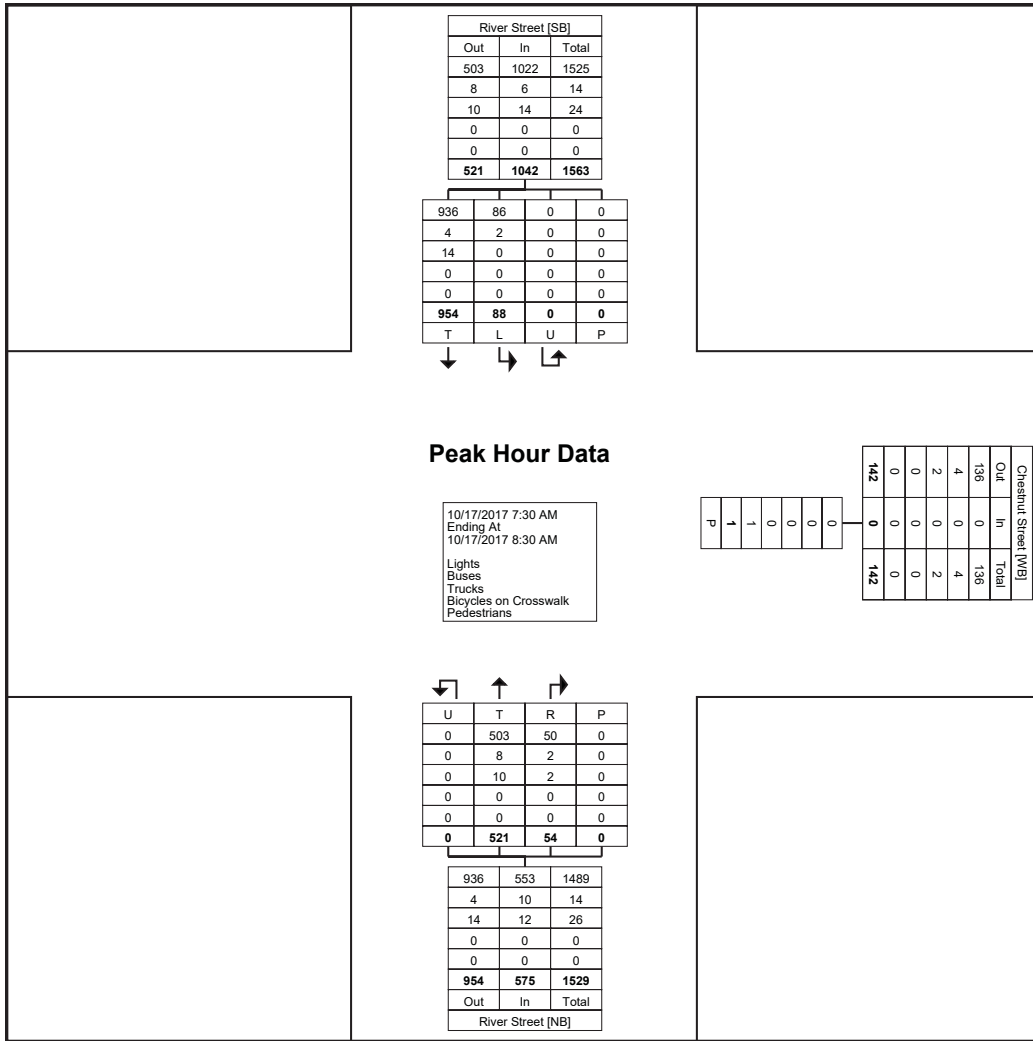 River Street [SB]
Out In Total
503 1022 1525
8 6 14
10 14 24
0 0 0
0 0 0
521 1042 1563
936 86 0 0
4 2 0 0
14 0 0 0
0 0 0 0
0 0 0 0
954 88 0 0
T L U P
Peak Hour Data
10/17/2017 7:30 AM
Ending At
10/17/2017 8:30 AM
Lights
Buses
Trucks
Bicycles on Crosswalk
Pedestrians
Chestnut Street [WB]
Out In Total
136 0 136
4 0 4
2 0 2
0 0 0
0 0 0
142 0 142
0
0
0
0
1
1
P
U T R P
0 503 50 0
0 8 2 0
0 10 2 0
0 0 0 0
0 0 0 0
0 521 54 0
936 553 1489
4 10 14
14 12 26
0 0 0
0 0 0
954 575 1529
Out In Total
River Street [NB]